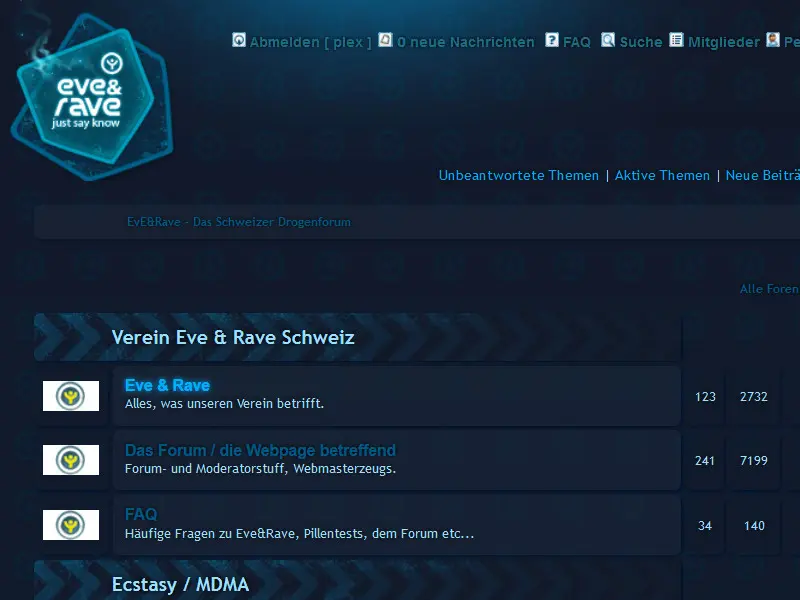 Abmelden [ plex ] 0 neue Nachrichten FAQ Suche Mitglieder Pe
eve&
rave
just say know
Unbeantwortete Themen | Aktive Themen | Neue Beiträ
EvE&Rave - Das Schweizer Drogenforum
Alle Foren
Verein Eve & Rave Schweiz
Eve & Rave
Alles, was unseren Verein betrifft.
123 2732
Das Forum / die Webpage betreffend
Forum- und Moderatorstuff, Webmasterzeugs.
241 7199
FAQ
Häufige Fragen zu Eve&Rave, Pillentests, dem Forum etc...
34 140
Ecstasy / MDMA